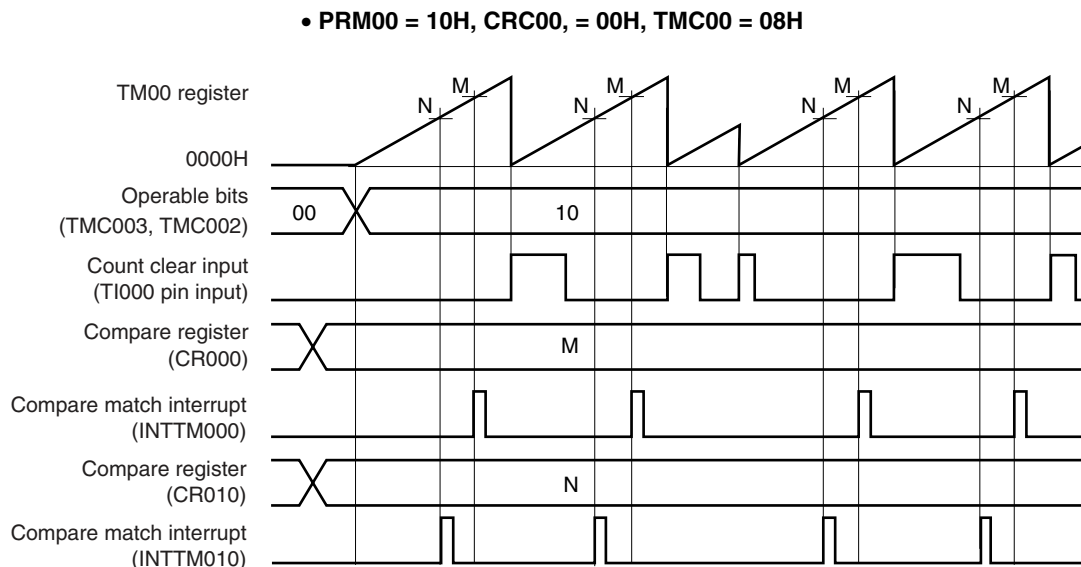 • PRM00 = 10H, CRC00, = 00H, TMC00 = 08H
TM00 register
N M N M N M N M
0000H
Operable bits
(TMC003, TMC002)
00 10
Count clear input
(TI000 pin input)
Compare register
(CR000)
M
Compare match interrupt
(INTTM000)
Compare register
(CR010)
N
Compare match interrupt
(INTTM010)